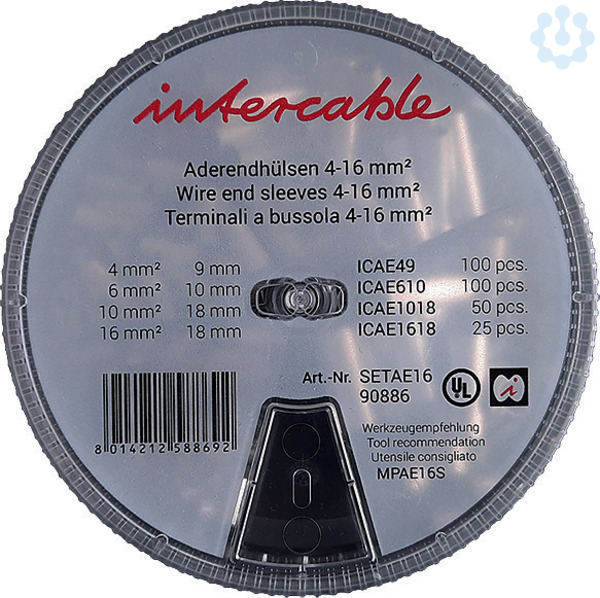 intercable
Aderendhülsen 4-16 mm²
Wire end sleeves 4-16 mm²
Terminali a bussola 4-16 mm²
4 mm² 9 mm ICAE49 100 pcs.
6 mm² 10 mm ICAE610 100 pcs.
10 mm² 18 mm ICAE1018 50 pcs.
16 mm² 18 mm ICAE1618 25 pcs.
Art.-Nr. SETAE16
90886
UL
i
8 014212 588692
Werkzeugempfehlung
Tool recommendation
Utensile consigliato
MPAE16S